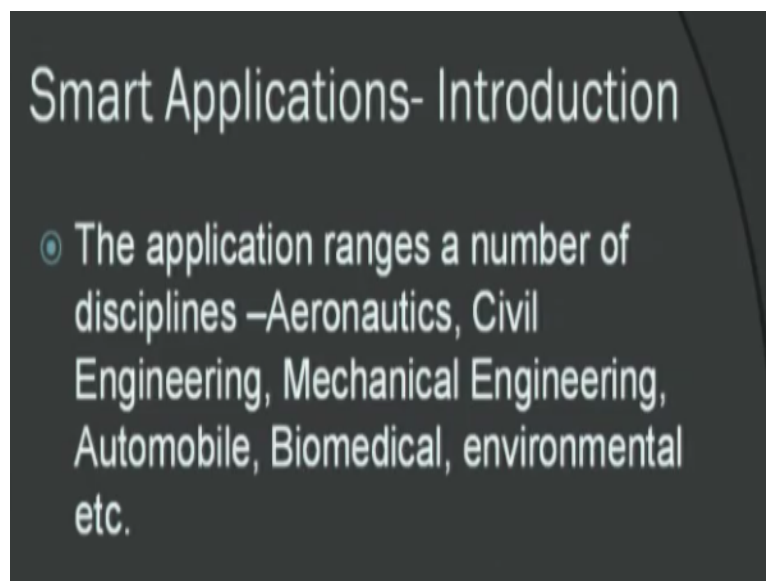 Smart Applications- Introduction
The application ranges a number of
disciplines –Aeronautics, Civil
Engineering, Mechanical Engineering,
Automobile, Biomedical, environmental
etc.